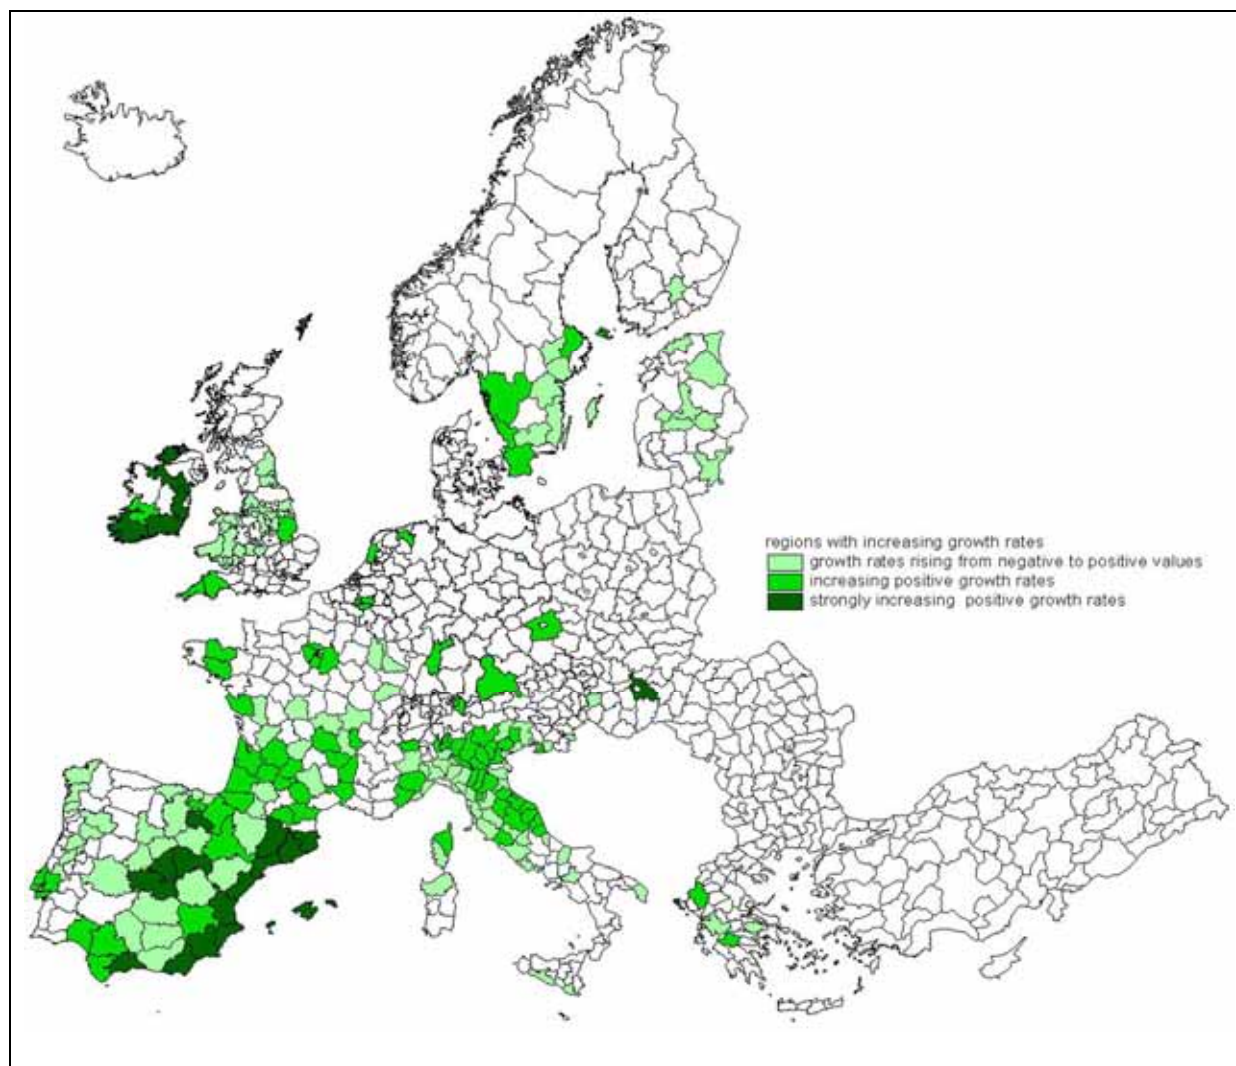 regions with increasing growth rates
growth rates rising from negative to positive values
increasing positive growth rates
strongly increasing positive growth rates